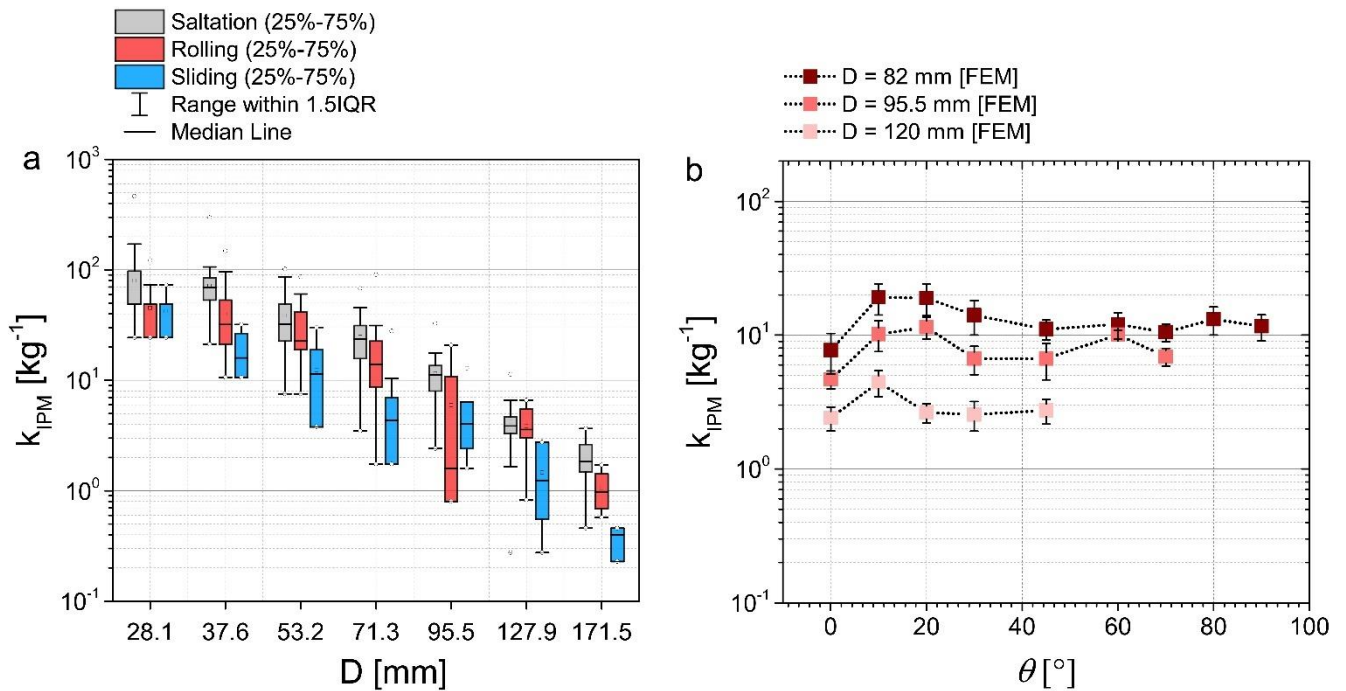 Saltation (25%-75%)
Rolling (25%-75%)
Sliding (25%-75%)
Range within 1.5IQR
Median Line
a
10³
10²
10¹
10⁰
10⁻¹
k_IPM [kg⁻¹]
28.1 37.6 53.2 71.3 95.5 127.9 171.5
D [mm]
D = 82 mm [FEM]
D = 95.5 mm [FEM]
D = 120 mm [FEM]
b
10²
10¹
10⁰
10⁻¹
k_IPM [kg⁻¹]
0 20 40 60 80 100
θ [°]